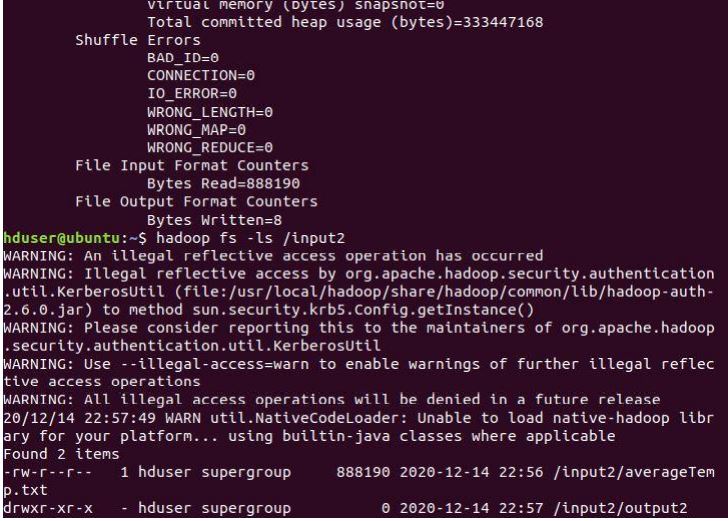 Virtual memory (bytes) snapshot=0
Total committed heap usage (bytes)=333447168
Shuffle Errors
BAD_ID=0
CONNECTION=0
IO_ERROR=0
WRONG_LENGTH=0
WRONG_MAP=0
WRONG_REDUCE=0
File Input Format Counters
Bytes Read=888190
File Output Format Counters
Bytes Written=8
hduser@ubuntu:~$ hadoop fs -ls /input2
WARNING: An illegal reflective access operation has occurred
WARNING: Illegal reflective access by org.apache.hadoop.security.authentication
.util.KerberosUtil (file:/usr/local/hadoop/share/hadoop/common/lib/hadoop-auth-
2.6.0.jar) to method sun.security.krb5.Config.getInstance()
WARNING: Please consider reporting this to the maintainers of org.apache.hadoop
.security.authentication.util.KerberosUtil
WARNING: Use --illegal-access=warn to enable warnings of further illegal reflec
tive access operations
WARNING: All illegal access operations will be denied in a future release
20/12/14 22:57:49 WARN util.NativeCodeLoader: Unable to load native-hadoop libr
ary for your platform... using builtin-java classes where applicable
Found 2 items
-rw-r--r--   1 hduser supergroup     888190 2020-12-14 22:56 /input2/averageTem
p.txt
drwxr-xr-x   - hduser supergroup          0 2020-12-14 22:57 /input2/output2